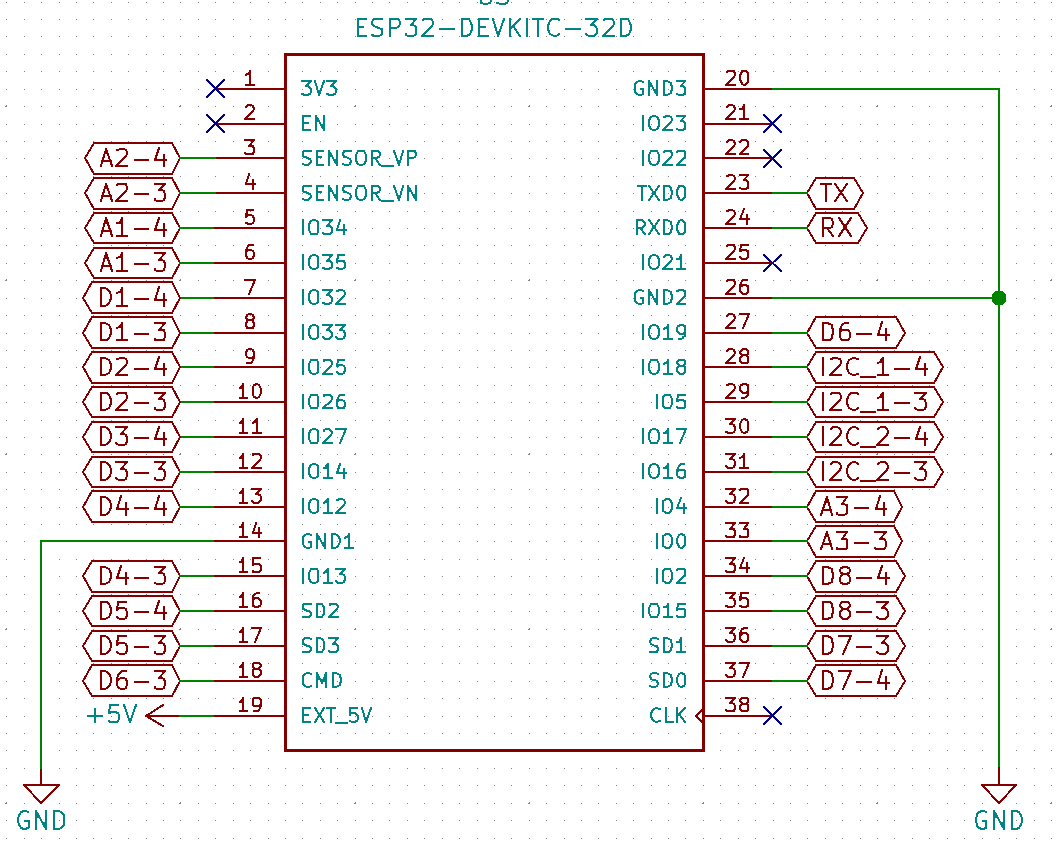 ESP32-DEVKITC-32D
1 3V3 GND3 20
2 EN IO23 21
A2-4 3 SENSOR_VP IO22 22
A2-3 4 SENSOR_VN TXD0 23 TX
A1-4 5 IO34 RXD0 24 RX
A1-3 6 IO35 IO21 25
D1-4 7 IO32 GND2 26
D1-3 8 IO33 IO19 27 D6-4
D2-4 9 IO25 IO18 28 I2C_1-4
D2-3 10 IO26 IO5 29 I2C_1-3
D3-4 11 IO27 IO17 30 I2C_2-4
D3-3 12 IO14 IO16 31 I2C_2-3
D4-4 13 IO12 IO4 32 A3-4
14 GND1 IO0 33 A3-3
D4-3 15 IO13 IO2 34 D8-4
D5-4 16 SD2 IO15 35 D8-3
D5-3 17 SD3 SD1 36 D7-3
D6-3 18 CMD SD0 37 D7-4
+5V 19 EXT_5V CLK 38
GND GND